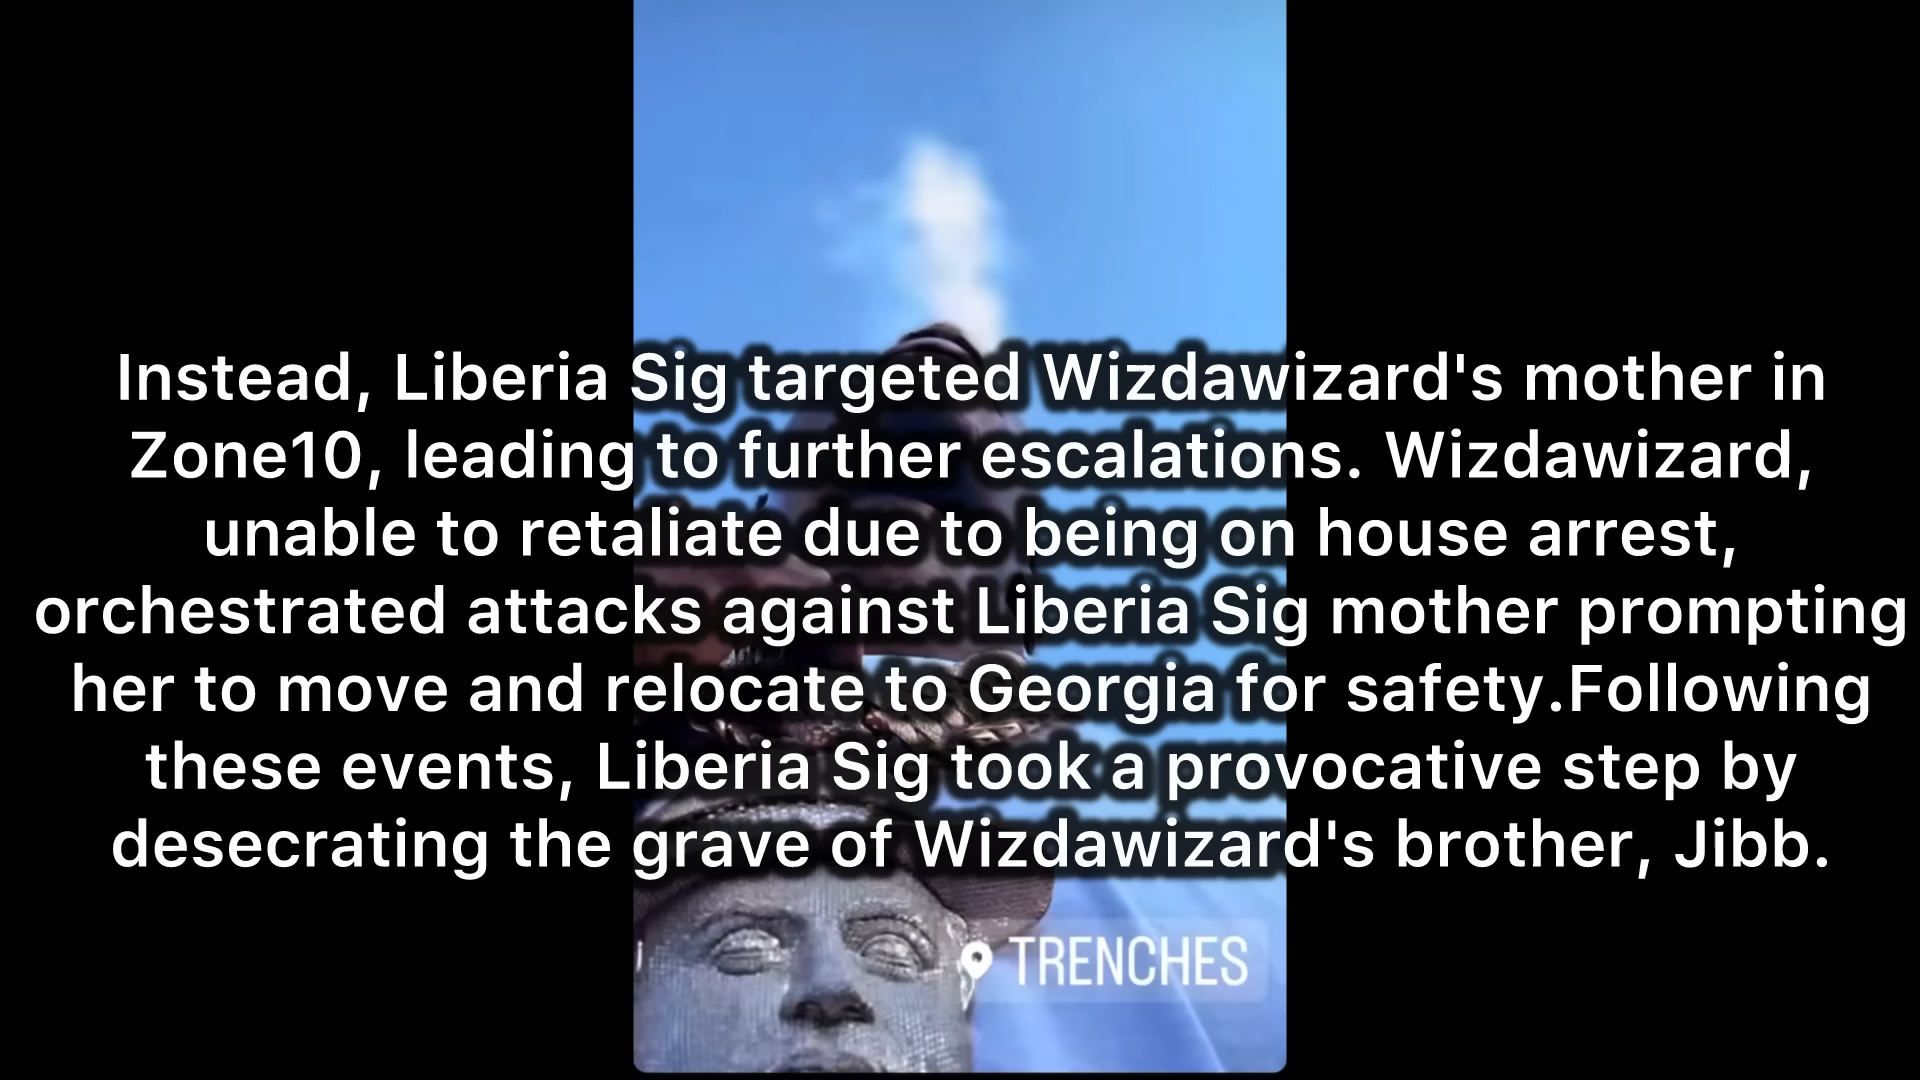 Instead, Liberia Sig targeted Wizdawizard's mother in
Zone10, leading to further escalations. Wizdawizard,
unable to retaliate due to being on house arrest,
orchestrated attacks against Liberia Sig mother prompting
her to move and relocate to Georgia for safety.Following
these events, Liberia Sig took a provocative step by
desecrating the grave of Wizdawizard's brother, Jibb.
TRENCHES